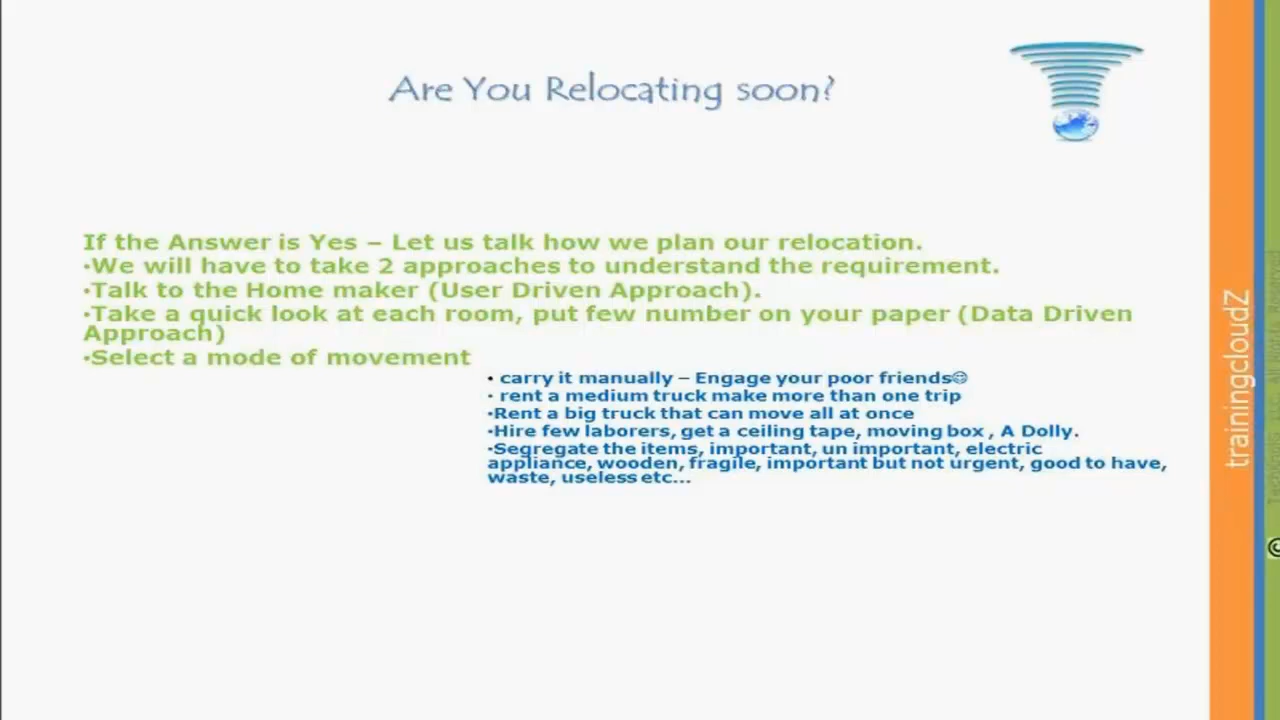 Are You Relocating soon?
If the Answer is Yes – Let us talk how we plan our relocation.
•We will have to take 2 approaches to understand the requirement.
•Talk to the Home maker (User Driven Approach).
•Take a quick look at each room, put few number on your paper (Data Driven
Approach)
•Select a mode of movement
• carry it manually – Engage your poor friends☺
• rent a medium truck make more than one trip
•Rent a big truck that can move all at once
•Hire few laborers, get a ceiling tape, moving box , A Dolly.
•Segregate the items, important, un important, electric
appliance, wooden, fragile, important but not urgent, good to have,
waste, useless etc...
trainingcloudZ
©